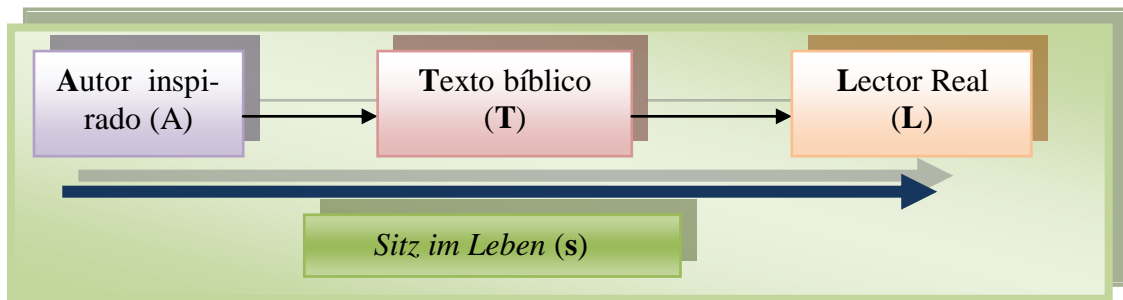 Autor inspi-
rado (A)
Texto bíblico
(T)
Lector Real
(L)
Sitz im Leben (s)